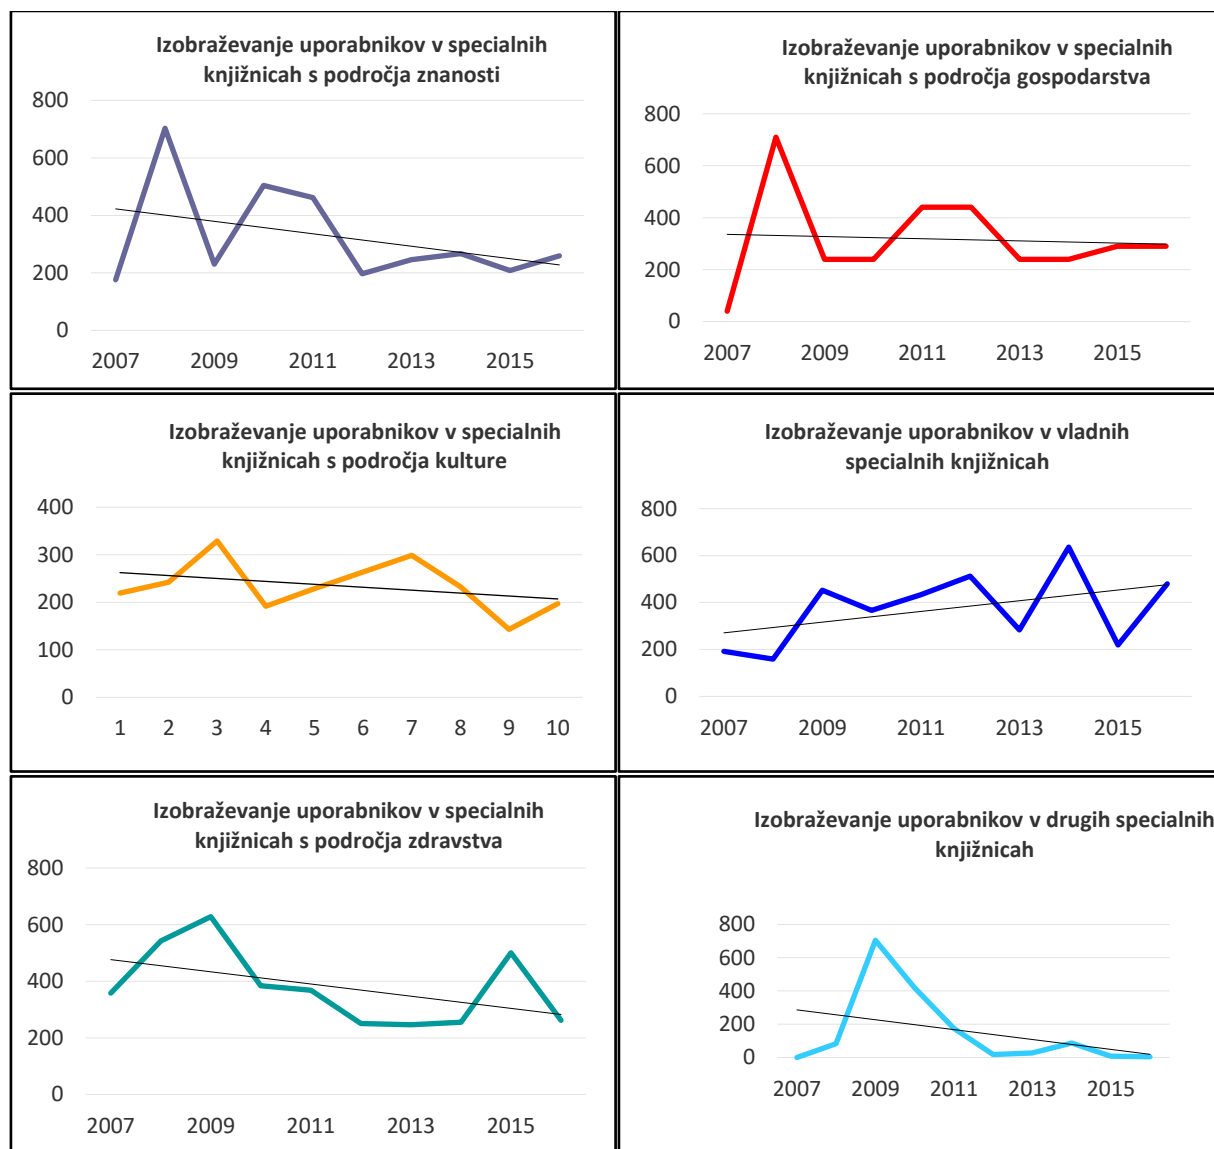 Izobraževanje uporabnikov v specialnih
knjižnicah s področja znanosti
800
600
400
200
0
2007 2009 2011 2013 2015
Izobraževanje uporabnikov v specialnih
knjižnicah s področja gospodarstva
800
600
400
200
0
2007 2009 2011 2013 2015
Izobraževanje uporabnikov v specialnih
knjižnicah s področja kulture
400
300
200
100
0
1 2 3 4 5 6 7 8 9 10
Izobraževanje uporabnikov v vladnih
specialnih knjižnicah
800
600
400
200
0
2007 2009 2011 2013 2015
Izobraževanje uporabnikov v specialnih
knjižnicah s področja zdravstva
800
600
400
200
0
2007 2009 2011 2013 2015
Izobraževanje uporabnikov v drugih specialnih
knjižnicah
800
600
400
200
0
2007 2009 2011 2013 2015